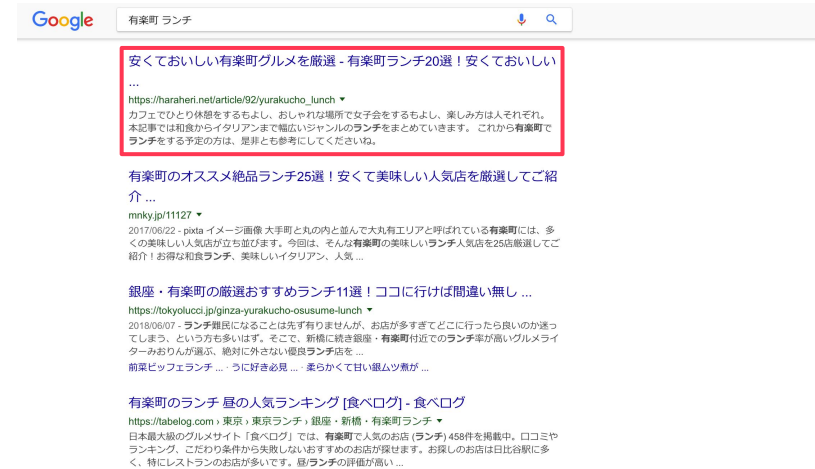 Google
有楽町 ランチ
安くておいしい有楽町グルメを厳選 - 有楽町ランチ20選！安くておいしい
...
https://haraheri.net/article/92/yurakucho_lunch ▼
カフェでひとり休憩をするもよし、おしゃれな場所で女子会をするもよし、楽しみ方は人それぞれ。
本記事では和食からイタリアンまで幅広いジャンルのランチをまとめていきます。 これから有楽町で
ランチをする予定の方は、是非とも参考にしてくださいね。
有楽町のオススメ絶品ランチ25選！安くて美味しい人気店を厳選してご紹
介 ...
mnky.jp/11127 ▼
2017/06/22 - pixta イメージ画像 大手町と丸の内と並んで大丸有エリアと呼ばれている有楽町には、多
くの美味しい人気店が立ち並びます。今回は、そんな有楽町の美味しいランチ人気店を25店厳選してご
紹介！お得な和食ランチ、美味しいイタリアン、人気 ...
銀座・有楽町の厳選おすすめランチ11選！ココに行けば間違い無し ...
https://tokyolucci.jp/ginza-yurakucho-osusume-lunch ▼
2018/06/07 - ランチ難民になることは先ず有りませんが、お店が多すぎてどこに行ったら良いのか迷っ
てしまう、という方も多いはず。そこで、新橋に続き銀座・有楽町付近でのランチ率が高いグルメライ
ターみおりんが選ぶ、絶対に外さない優良ランチ店を ...
前菜ビッフェランチ ... · うに好き必見 ... · 柔らかくて甘い銀ムツ煮が ...
有楽町のランチ 昼の人気ランキング [食べログ] - 食べログ
https://tabelog.com › 東京 › 東京ランチ › 銀座・新橋・有楽町ランチ ▼
日本最大級のグルメサイト「食べログ」では、有楽町で人気のお店 (ランチ) 458件を掲載中。口コミや
ランキング、こだわり条件から失敗しないおすすめのお店が探せます。お探しのお店は日比谷駅に多
く、特にレストランのお店が多いです。昼/ランチの評価が高い ...